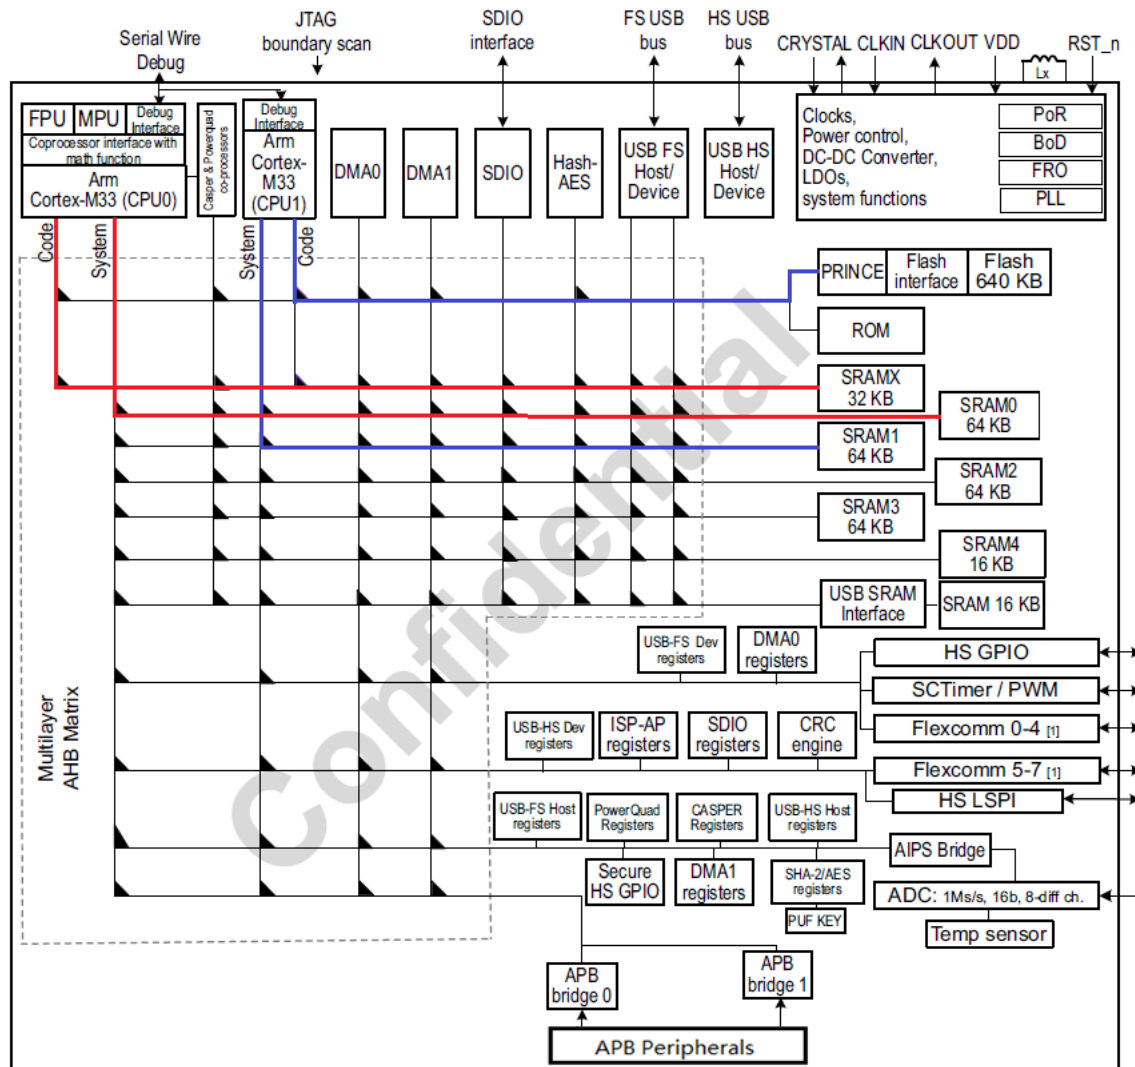 Serial Wire
Debug
JTAG
boundary scan
SDIO
interface
FS USB
bus
HS USB
bus
CRYSTAL
CLKIN
CLKOUT
VDD
RST_n
Lx
FPU
MPU
Debug
Interface
Coprocessor interface with
math function
Arm
Cortex-M33 (CPU0)
Casper & Powerquad
co-processors
Debug
Interface
Arm
Cortex-
M33
(CPU1)
DMA0
DMA1
SDIO
Hash-
AES
USB FS
Host/
Device
USB HS
Host/
Device
Clocks,
Power control,
DC-DC Converter,
LDOs,
system functions
PoR
BoD
FRO
PLL
Code
System
System
Code
PRINCE
Flash
interface
Flash
640 KB
ROM
SRAMX
32 KB
SRAM0
64 KB
SRAM1
64 KB
SRAM2
64 KB
SRAM3
64 KB
SRAM4
16 KB
USB SRAM
Interface
SRAM 16 KB
Multilayer
AHB Matrix
USB-FS Dev
registers
DMA0
registers
HS GPIO
SCTimer / PWM
Flexcomm 0-4 [1]
USB-HS Dev
registers
ISP-AP
registers
SDIO
registers
CRC
engine
Flexcomm 5-7 [1]
HS LSPI
USB-FS Host
registers
PowerQuad
Registers
CASPER
Registers
USB-HS Host
registers
AIPS Bridge
Secure
HS GPIO
DMA1
registers
SHA-2/AES
registers
PUF KEY
ADC: 1Ms/s, 16b, 8-diff ch.
Temp sensor
APB
bridge 0
APB
bridge 1
APB Peripherals
Confidential